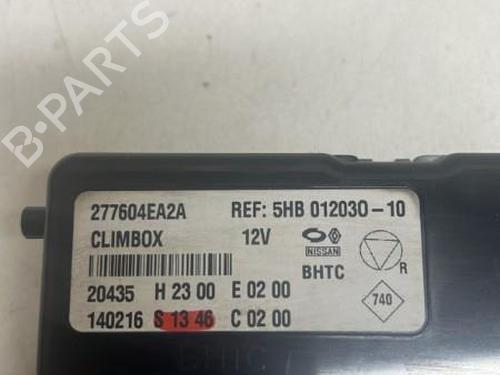 B-PARTS
277604EA2A REF: 5HB 012030-10
CLIMBOX 12V
NISSAN
BHTC R
20435 H 23 00 E 02 00
740
140216 S 13 46 C 02 00
BHTC